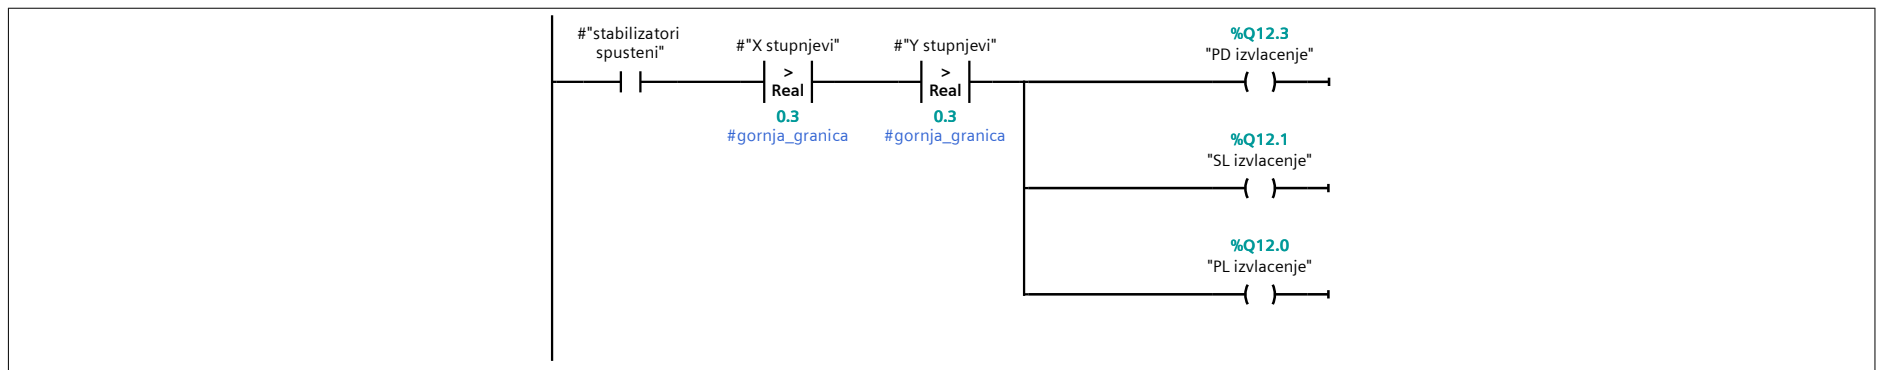 #"stabilizatori
spusteni"
#"X stupnjevi"
>
Real
0.3
#gornja_granica
#"Y stupnjevi"
>
Real
0.3
#gornja_granica
%Q12.3
"PD izvlacenje"
%Q12.1
"SL izvlacenje"
%Q12.0
"PL izvlacenje"